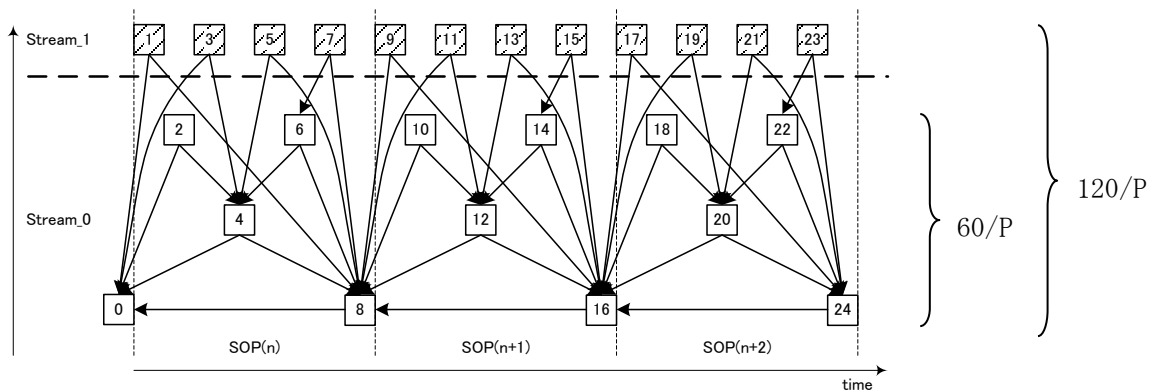 Stream_1
1 3 5 7 9 11 13 15 17 19 21 23
2 6 10 14 18 22
Stream_0
4 12 20
60/P
120/P
0 8 16 24
SOP(n) SOP(n+1) SOP(n+2)
time